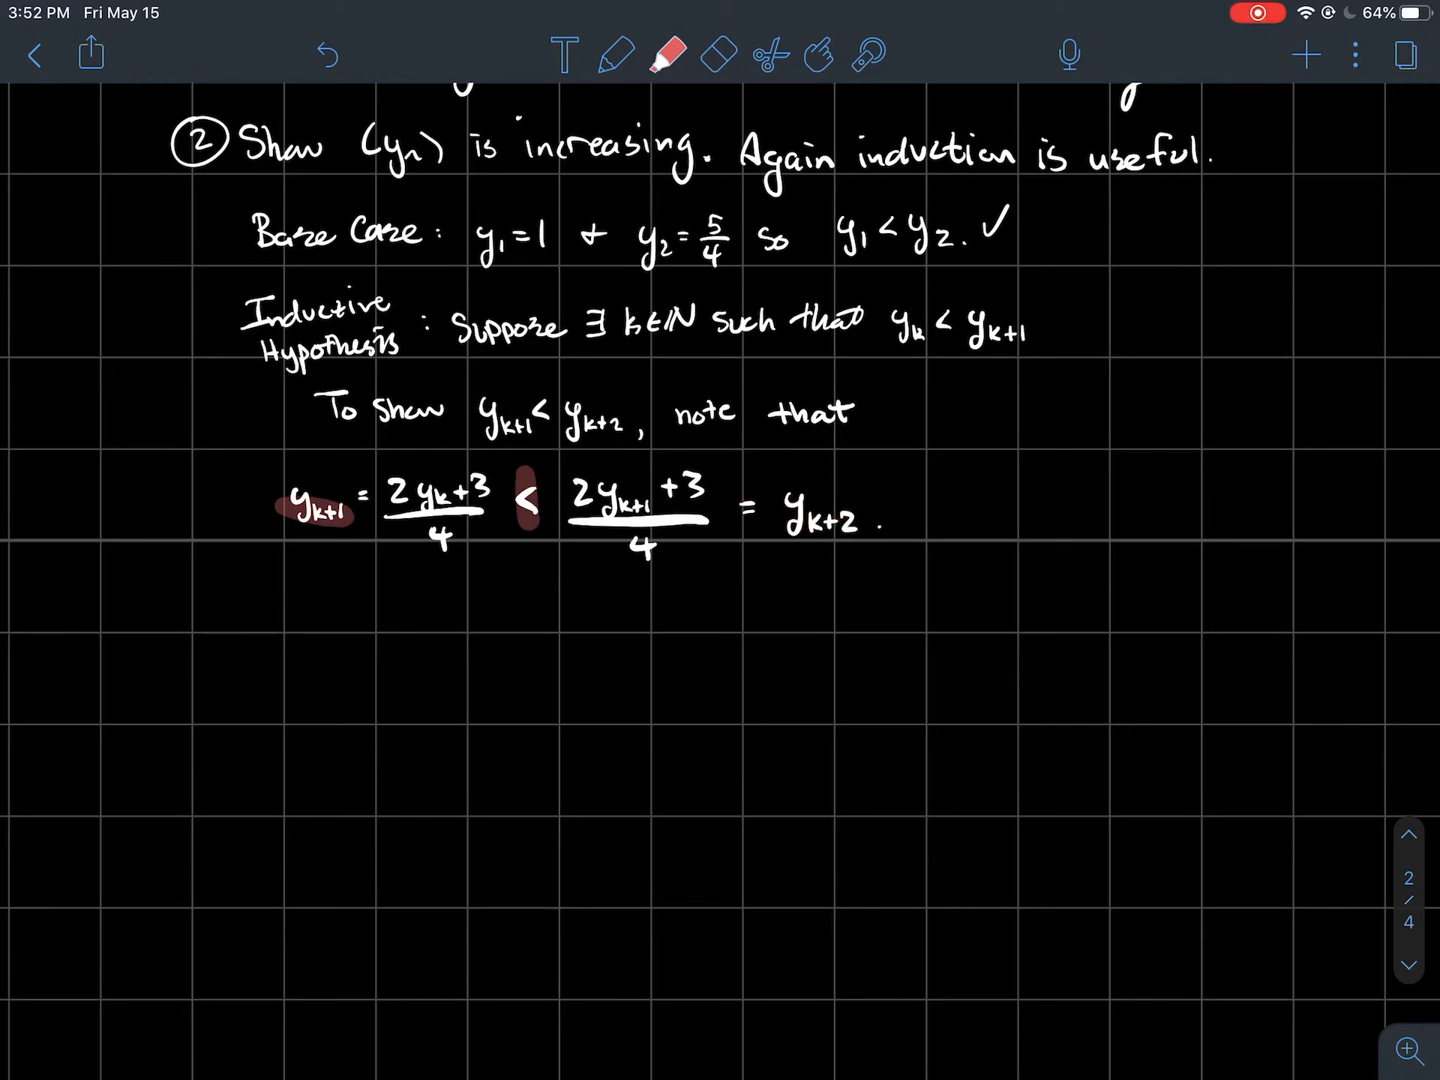 3:52 PM Fri May 15
64%
② Show (yₙ) is increasing. Again induction is useful.
Base Case: y₁ = 1 + y₂ = 5/4 so y₁ < y₂. ✓
Inductive Hypothesis: Suppose ∃ k∈ℕ such that yₖ < yₖ₊₁
To show yₖ₊₁ < yₖ₊₂, note that
yₖ₊₁ = (2yₖ+3)/4 < (2yₖ₊₁+3)/4 = yₖ₊₂.
2/4